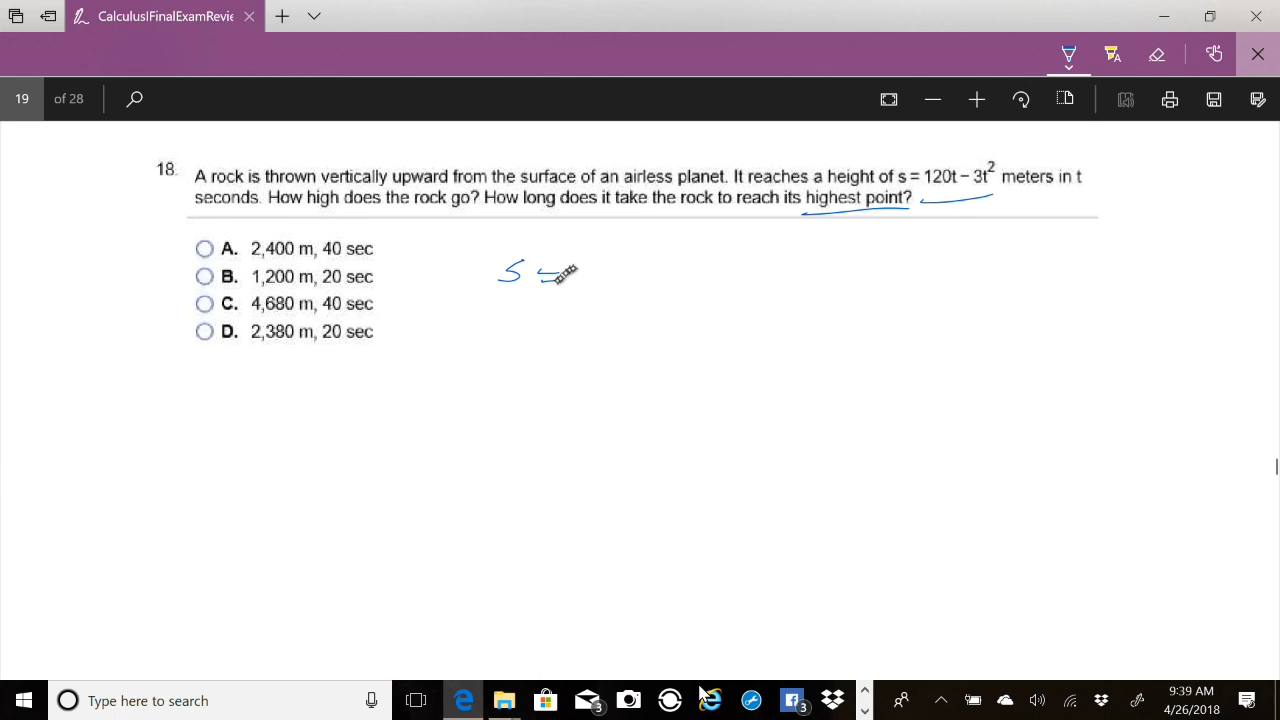 CalculusIFinalExamRevie
19 of 28
18. A rock is thrown vertically upward from the surface of an airless planet. It reaches a height of s = 120t − 3t² meters in t
seconds. How high does the rock go? How long does it take the rock to reach its highest point?
A. 2,400 m, 40 sec
B. 1,200 m, 20 sec
C. 4,680 m, 40 sec
D. 2,380 m, 20 sec
S =
Type here to search
3
3
9:39 AM
4/26/2018